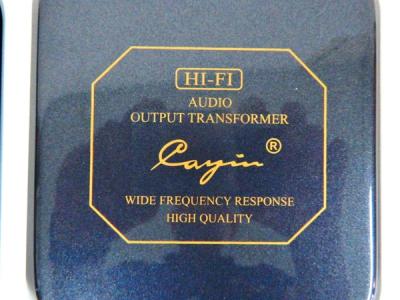 HI-FI
AUDIO
OUTPUT TRANSFORMER
Cayin ®
WIDE FREQUENCY RESPONSE
HIGH QUALITY